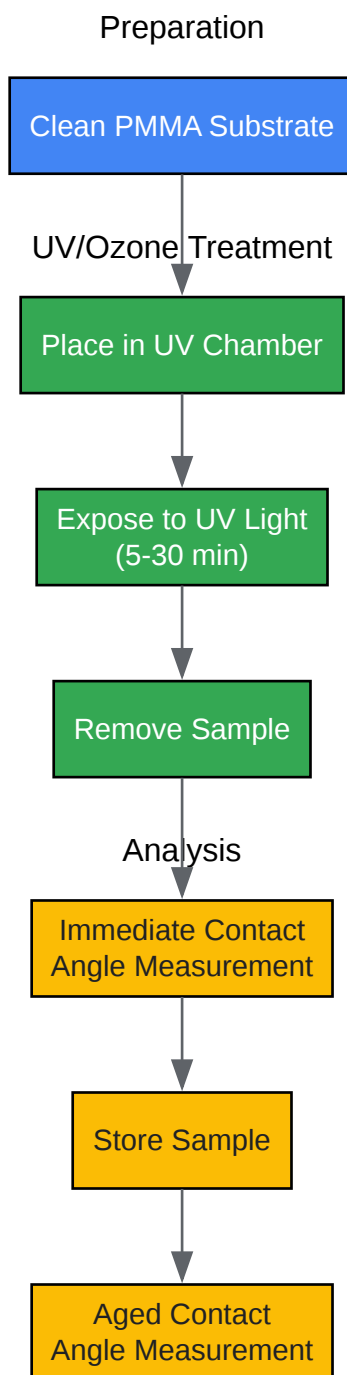 Preparation
Clean PMMA Substrate
UV/Ozone Treatment
Place in UV Chamber
Expose to UV Light
(5-30 min)
Remove Sample
Analysis
Immediate Contact
Angle Measurement
Store Sample
Aged Contact
Angle Measurement